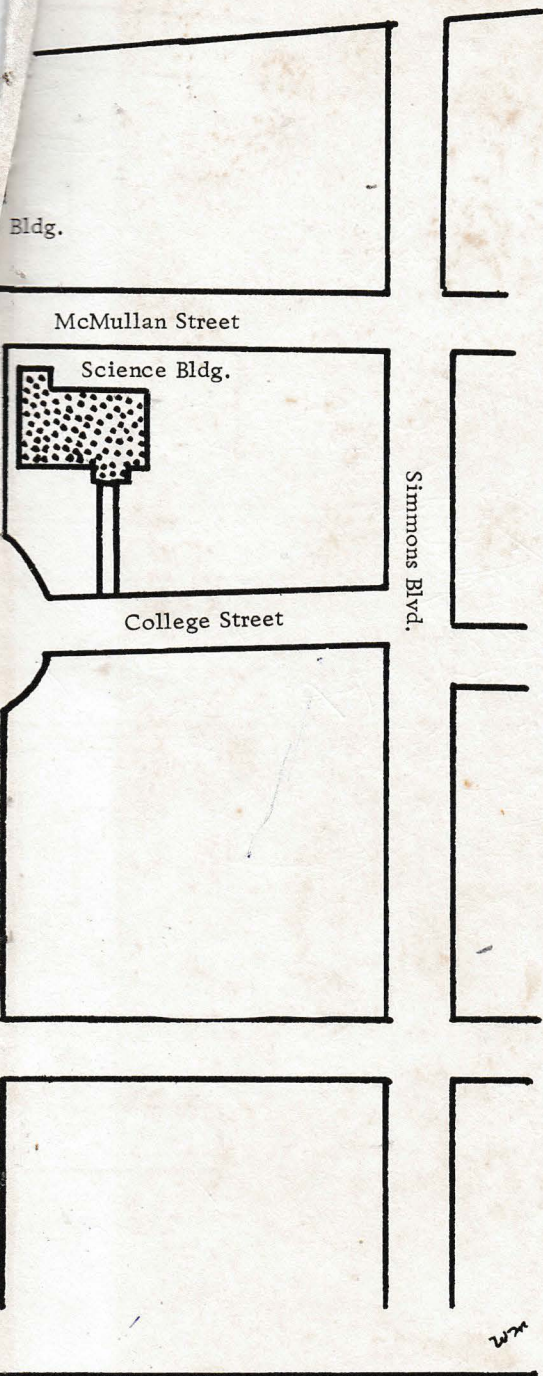 Bldg.
McMullan Street
Science Bldg.
Simmons Blvd.
College Street